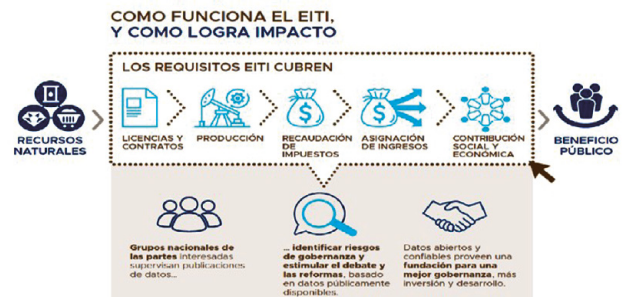 COMO FUNCIONA EL EITI,
Y COMO LOGRA IMPACTO
LOS REQUISITOS EITI CUBREN
RECURSOS
NATURALES
LICENCIAS Y
CONTRATOS
PRODUCCIÓN
RECAUDACIÓN
DE
IMPUESTOS
ASIGNACIÓN
DE INGRESOS
CONTRIBUCIÓN
SOCIAL Y
ECONÓMICA
BENEFICIO
PÚBLICO
Grupos nacionales de
las partes interesadas
supervisan publicaciones
de datos...
... identificar riesgos
de gobernanza y
estimular el debate y
las reformas, basado
en datos públicamente
disponibles.
Datos abiertos y
confiables proveen una
fundación para una
mejor gobernanza, más
inversión y desarrollo.